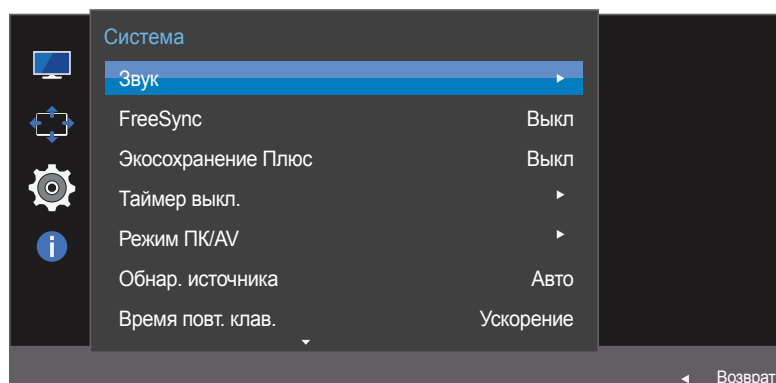 Система
Звук
FreeSync Выкл
Экосохранение Плюс Выкл
Таймер выкл.
Режим ПК/AV
Обнар. источника Авто
Время повт. клав. Ускорение
Возврат